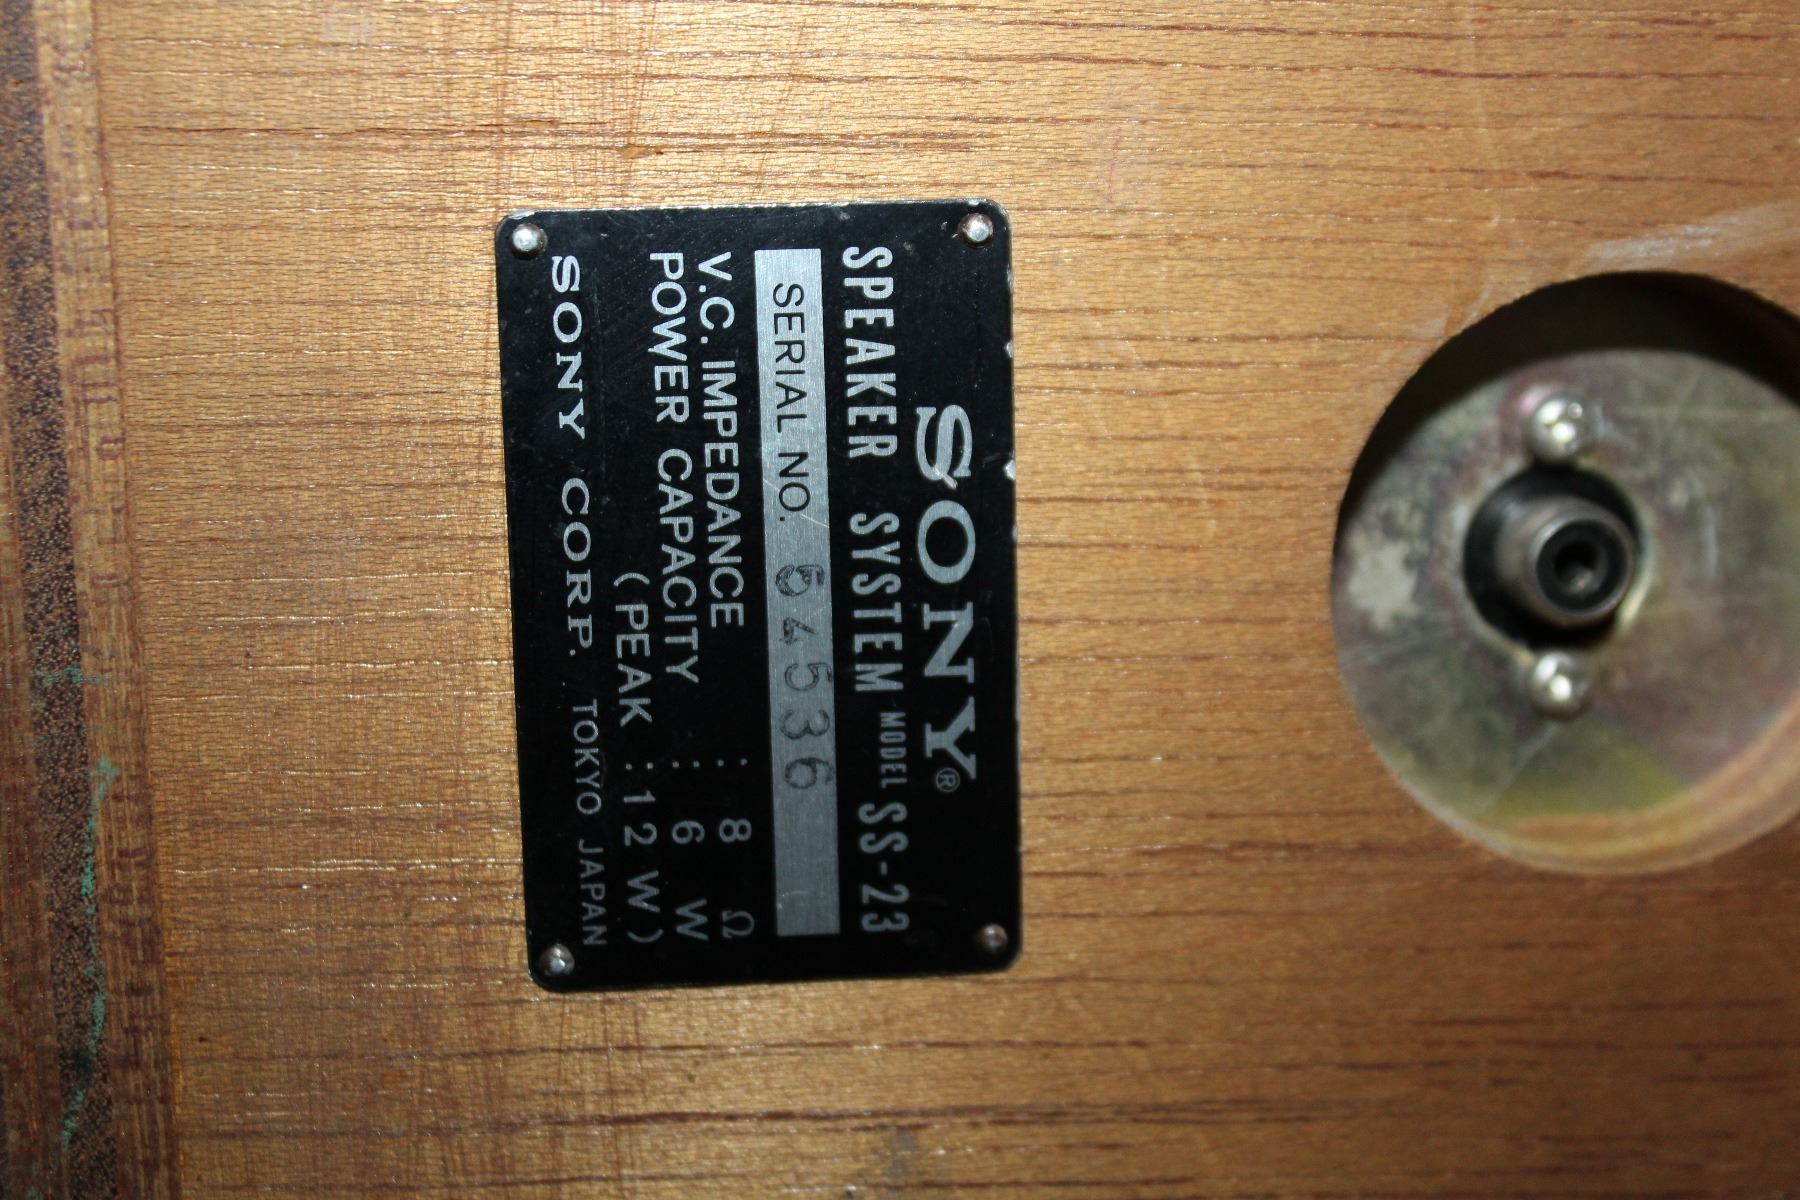 SONY®
SPEAKER SYSTEM MODEL SS-23
SERIAL NO. 54536
V.C. IMPEDANCE : 8 Ω
POWER CAPACITY : 6 W
(PEAK : 12 W)
SONY CORP. TOKYO JAPAN